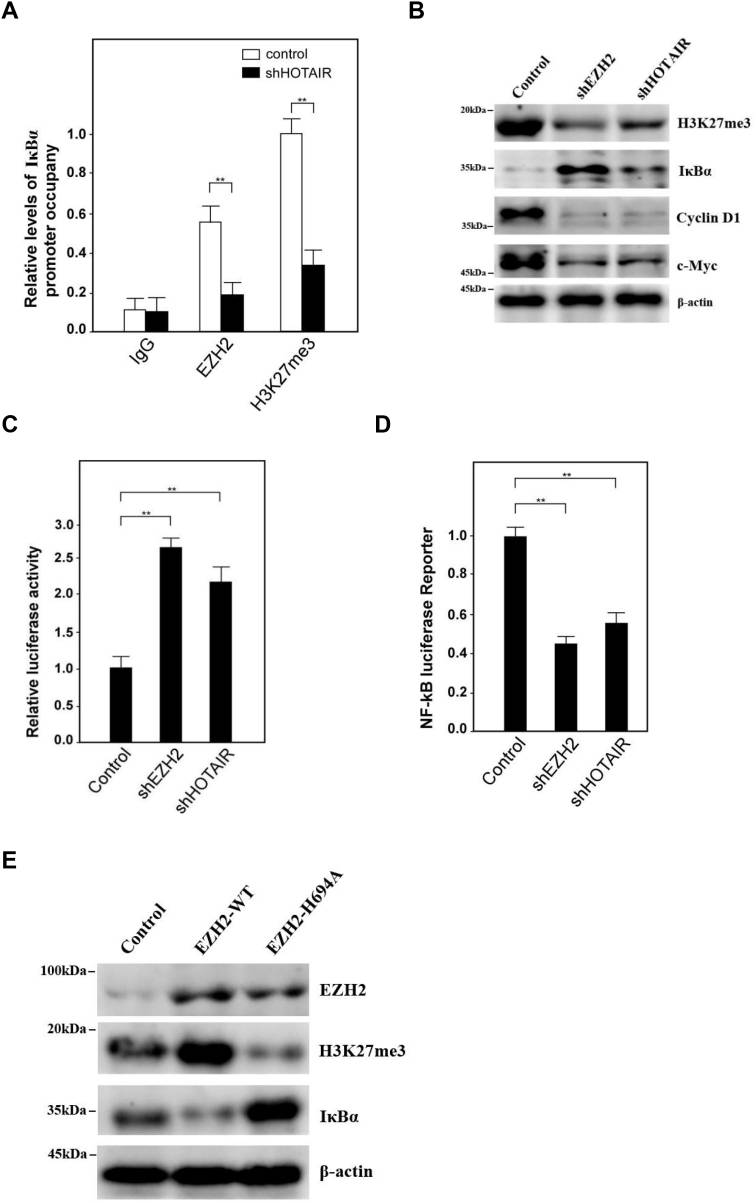 A
control
shHOTAIR
**
**
Relative levels of IκBα
promoter occupany
1.0
0.8
0.6
0.4
0.2
0.0
IgG
EZH2
H3K27me3
B
Control
shEZH2
shHOTAIR
20kDa
H3K27me3
35kDa
IκBα
Cyclin D1
35kDa
c-Myc
45kDa
45kDa
β-actin
C
**
**
Relative luciferase activity
3.0
2.5
2.0
1.5
1.0
0.5
0.0
Control
shEZH2
shHOTAIR
D
**
**
NF-kB luciferase Reporter
1.0
0.8
0.6
0.4
0.2
0.0
Control
shEZH2
shHOTAIR
E
Control
EZH2-WT
EZH2-H694A
100kDa
EZH2
20kDa
H3K27me3
35kDa
IκBα
45kDa
β-actin